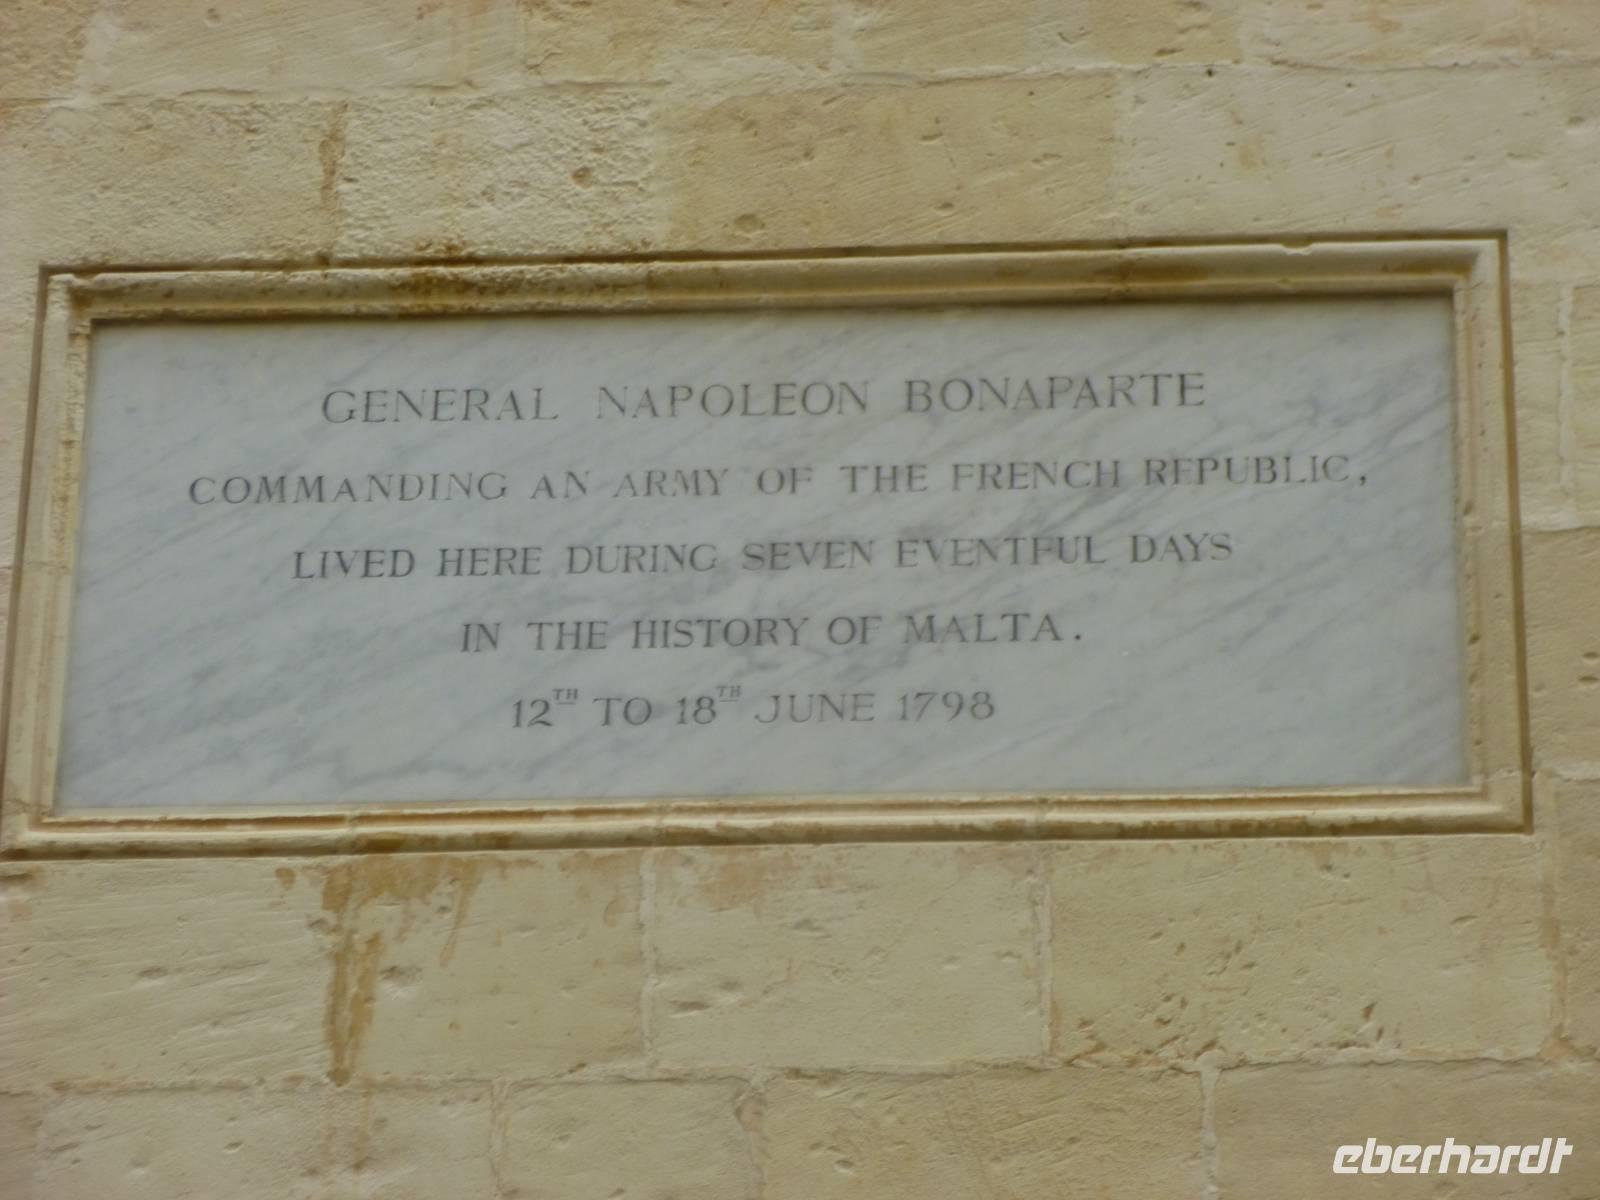 GENERAL NAPOLEON BONAPARTE
COMMANDING AN ARMY OF THE FRENCH REPUBLIC,
LIVED HERE DURING SEVEN EVENTFUL DAYS
IN THE HISTORY OF MALTA.
12TH TO 18TH JUNE 1798
eberhardt